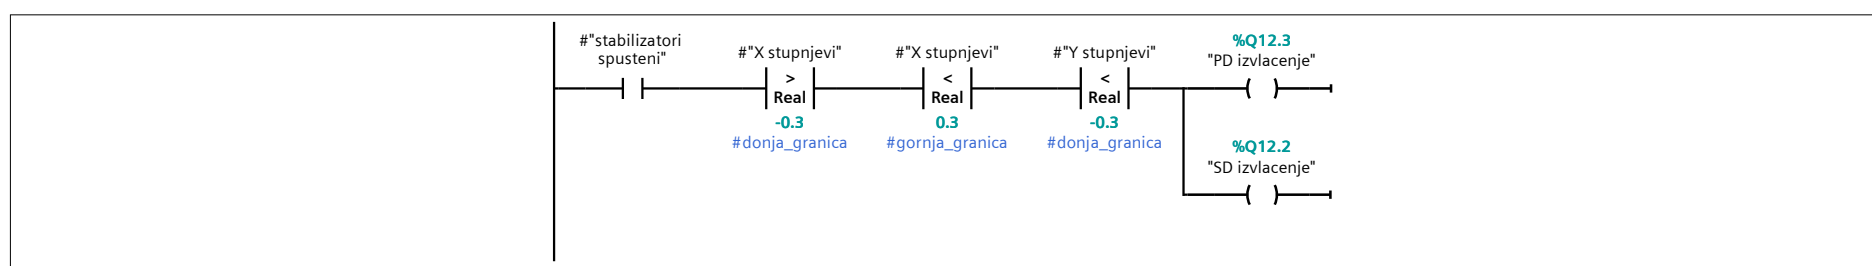 #"stabilizatori
spusteni"
#"X stupnjevi"
>
Real
-0.3
#donja_granica
#"X stupnjevi"
<
Real
0.3
#gornja_granica
#"Y stupnjevi"
<
Real
-0.3
#donja_granica
%Q12.3
"PD izvlacenje"
%Q12.2
"SD izvlacenje"